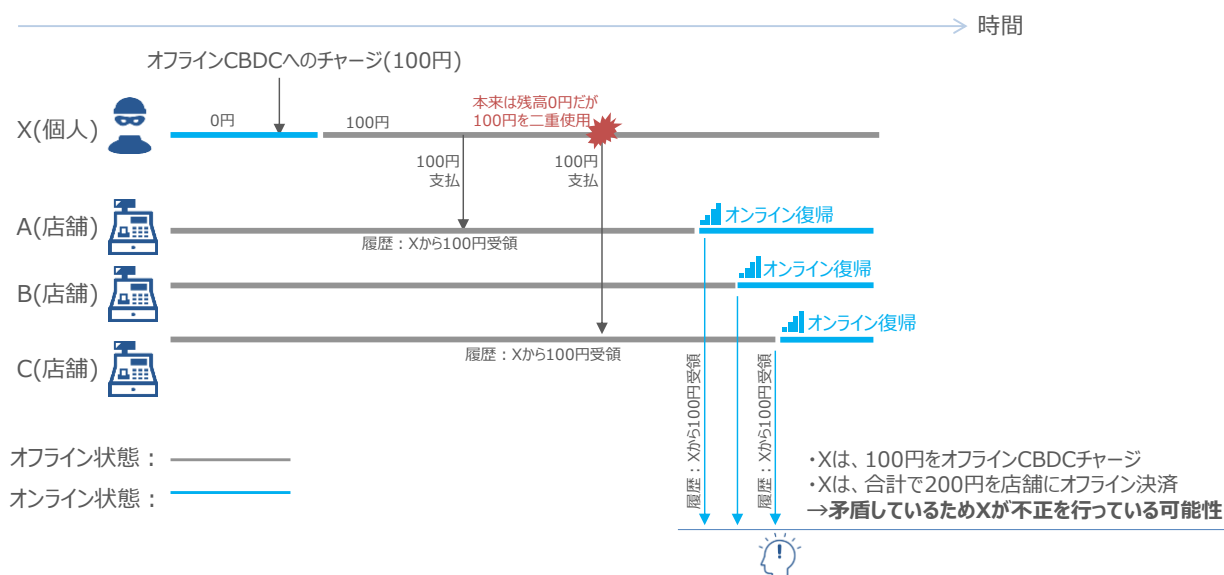 時間
オフラインCBDCへのチャージ(100円)
本来は残高0円だが
100円を二重使用
X(個人)
0円
100円
100円
支払
100円
支払
A(店舗)
オンライン復帰
履歴：Xから100円受領
B(店舗)
オンライン復帰
オンライン復帰
履歴：Xから100円受領
C(店舗)
履歴：Xから100円受領
履歴：Xから100円受領
オフライン状態：
オンライン状態：
・Xは、100円をオフラインCBDCチャージ
・Xは、合計で200円を店舗にオフライン決済
→矛盾しているためXが不正を行っている可能性